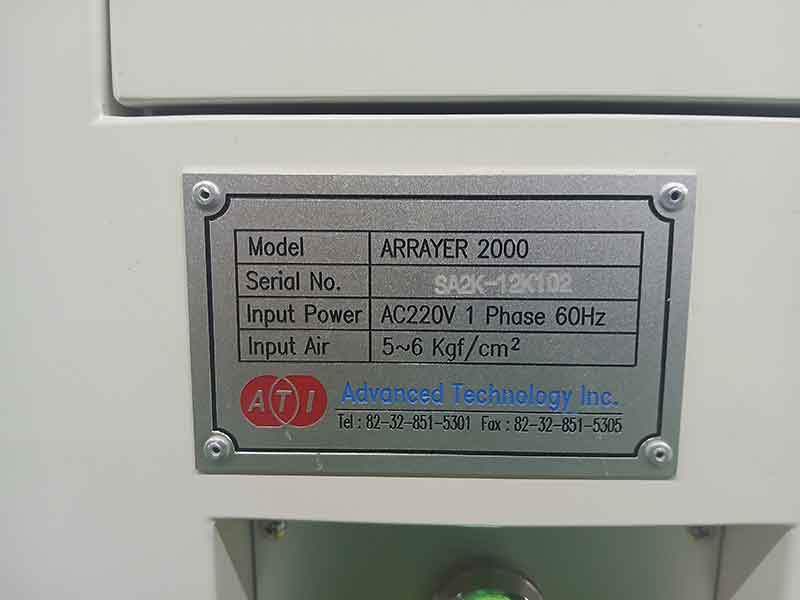 Model ARRAYER 2000
Serial No. SA2K-12K102
Input Power AC220V 1 Phase 60Hz
Input Air 5~6 Kgf/cm²
ATI Advanced Technology Inc.
Tel : 82-32-851-5301 Fax : 82-32-851-5305